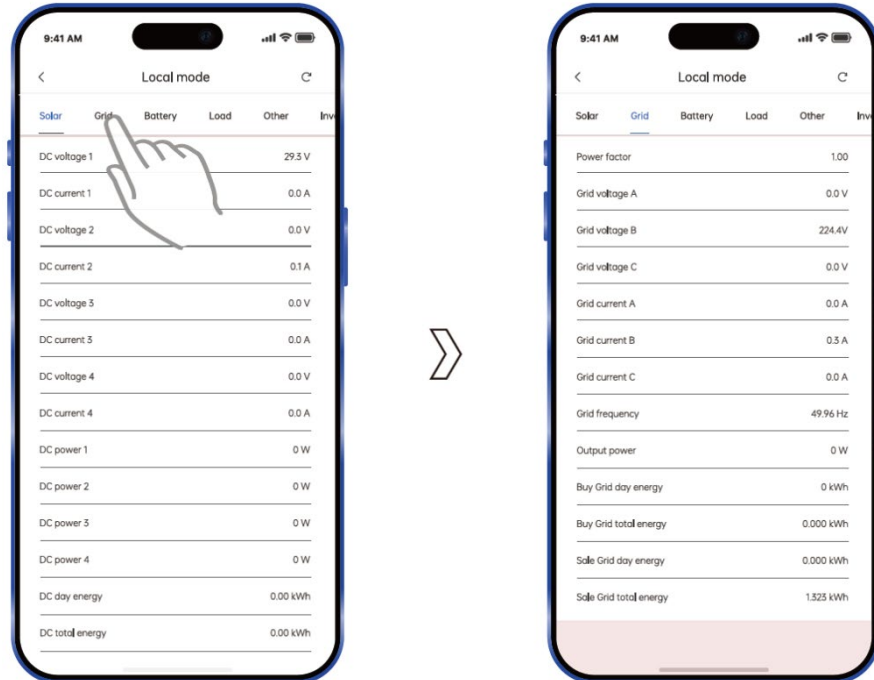 9:41 AM
Local mode
Solar Grid Battery Load Other Inv
DC voltage 1 29.3 V
DC current 1 0.0 A
DC voltage 2 0.0 V
DC current 2 0.1 A
DC voltage 3 0.0 V
DC current 3 0.0 A
DC voltage 4 0.0 V
DC current 4 0.0 A
DC power 1 0 W
DC power 2 0 W
DC power 3 0 W
DC power 4 0 W
DC day energy 0.00 kWh
DC total energy 0.00 kWh
9:41 AM
Local mode
Solar Grid Battery Load Other Inv
Power factor 1.00
Grid voltage A 0.0 V
Grid voltage B 224.4V
Grid voltage C 0.0 V
Grid current A 0.0 A
Grid current B 0.3 A
Grid current C 0.0 A
Grid frequency 49.96 Hz
Output power 0 W
Buy Grid day energy 0 kWh
Buy Grid total energy 0.000 kWh
Sale Grid day energy 0.000 kWh
Sale Grid total energy 1.323 kWh